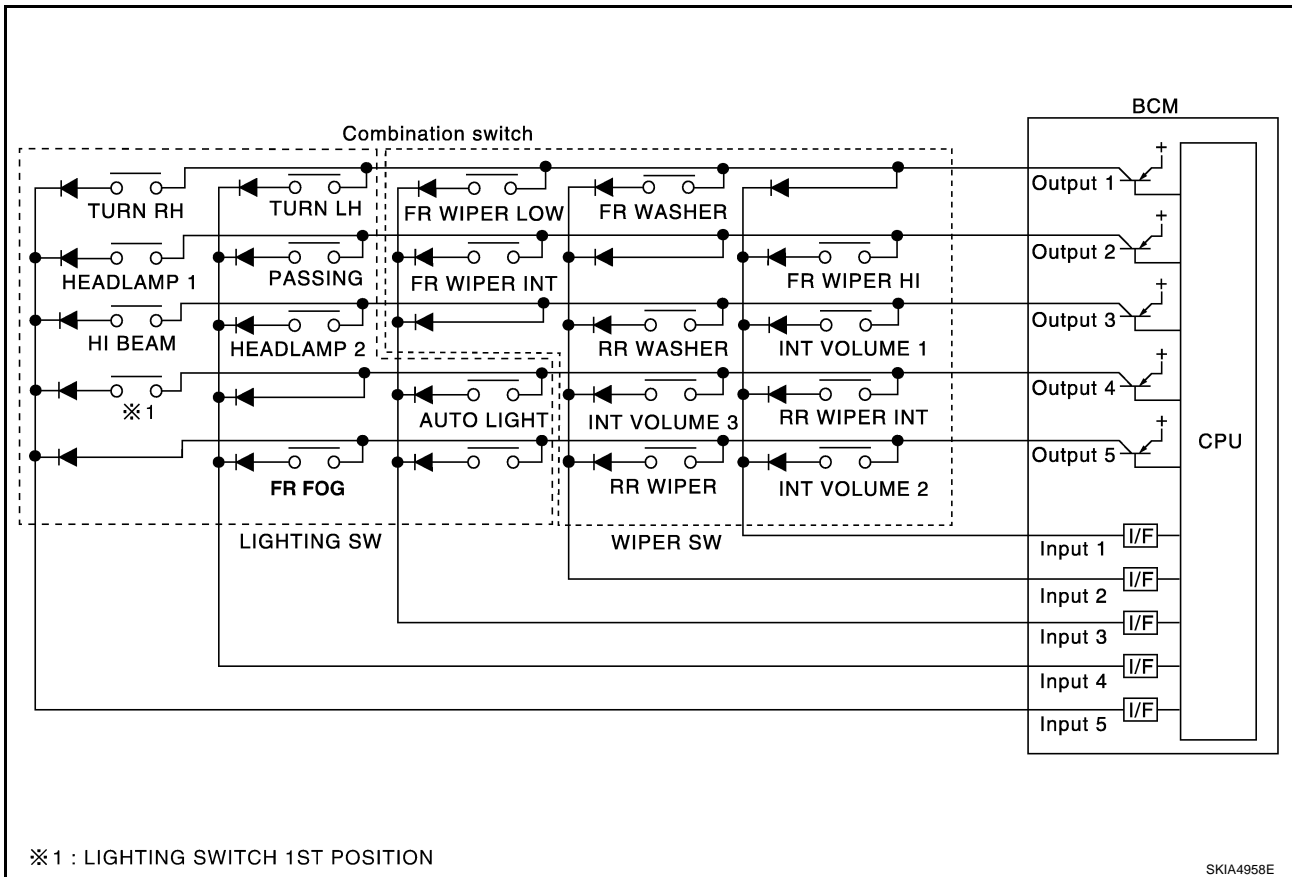 BCM
Combination switch
Output 1
TURN RH
TURN LH
FR WIPER LOW
FR WASHER
Output 2
HEADLAMP 1
PASSING
FR WIPER INT
FR WIPER HI
Output 3
HI BEAM
HEADLAMP 2
RR WASHER
INT VOLUME 1
Output 4
※1
AUTO LIGHT
INT VOLUME 3
RR WIPER INT
Output 5
CPU
FR FOG
RR WIPER
INT VOLUME 2
LIGHTING SW
WIPER SW
Input 1
I/F
Input 2
I/F
Input 3
I/F
Input 4
I/F
Input 5
I/F
※1 : LIGHTING SWITCH 1ST POSITION
SKIA4958E